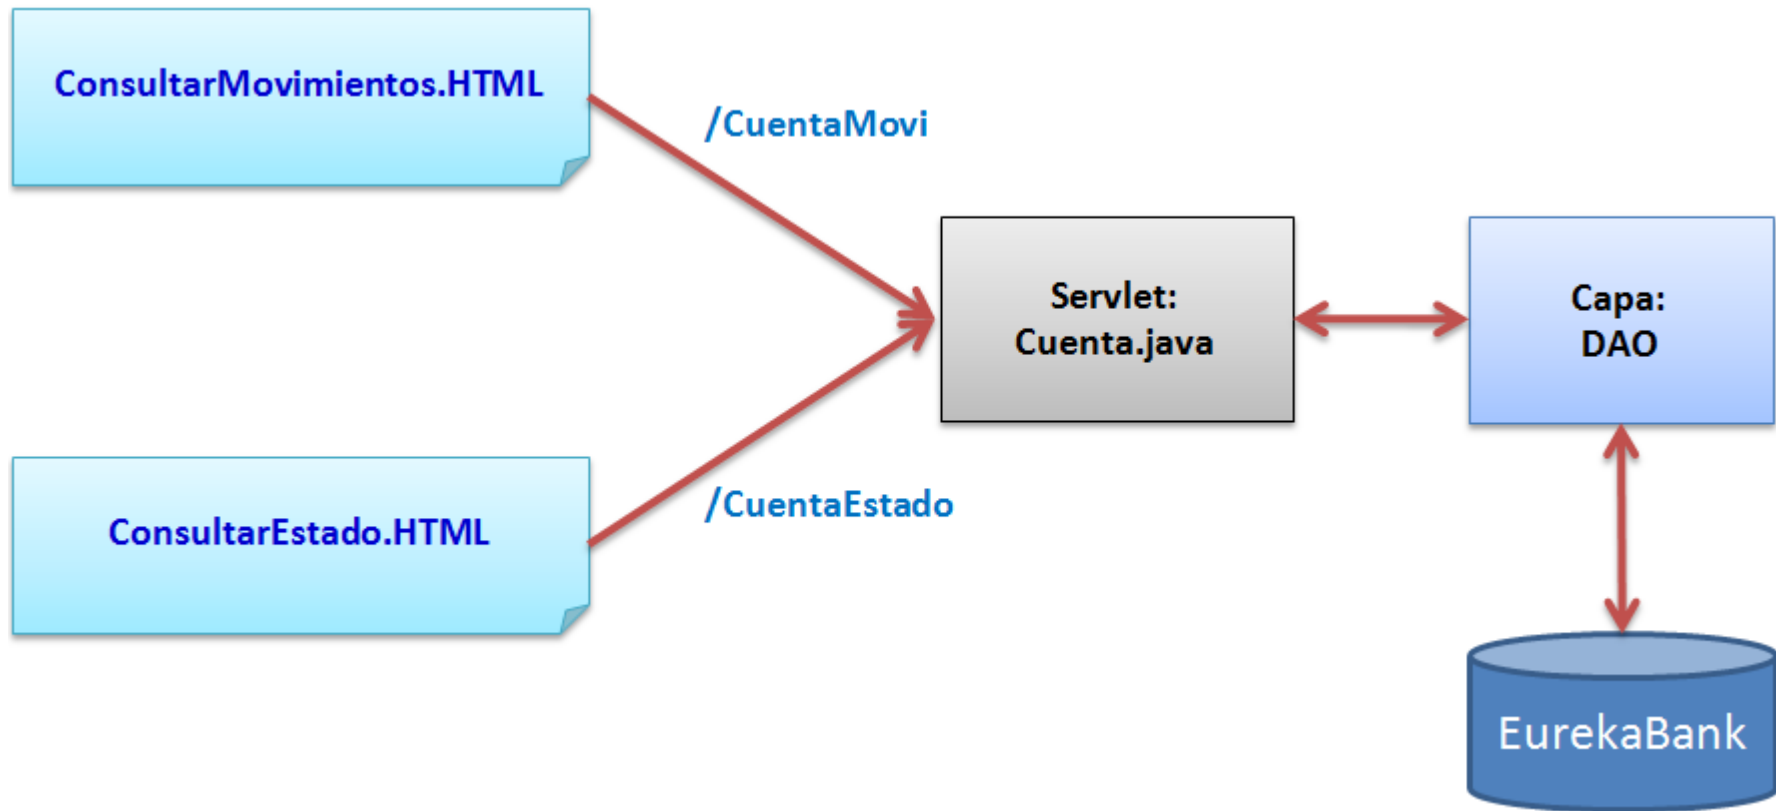 ConsultarMovimientos.HTML
/CuentaMovi
Servlet:
Cuenta.java
Capa:
DAO
/CuentaEstado
ConsultarEstado.HTML
EurekaBank